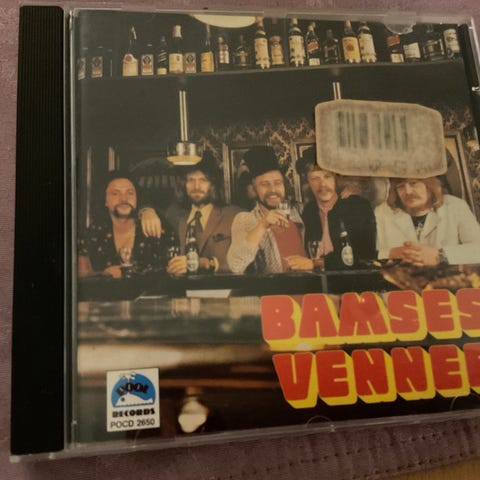 BAMSES
VENNER
RECORDS
POCD 2650